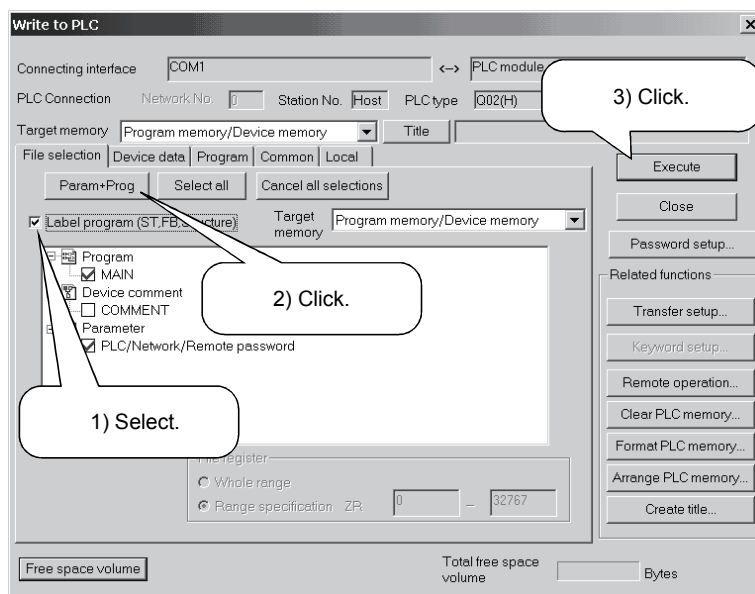 Write to PLC
Connecting interface COM1 <--> PLC module
PLC Connection Network No. 0 Station No. Host PLC type Q02(H)
3) Click.
Target memory Program memory/Device memory Title
File selection Device data Program Common Local
Execute
Param+Prog Select all Cancel all selections
Close
Label program (ST,FB,Structure) Target memory Program memory/Device memory
Password setup...
Program
MAIN
Device comment
COMMENT
Parameter
PLC/Network/Remote password
2) Click.
1) Select.
Related functions
Transfer setup...
Keyword setup...
Remote operation...
Clear PLC memory...
Format PLC memory...
Arrange PLC memory...
Create title...
File register
Whole range
Range specification ZR 0 – 32767
Free space volume
Total free space volume Bytes